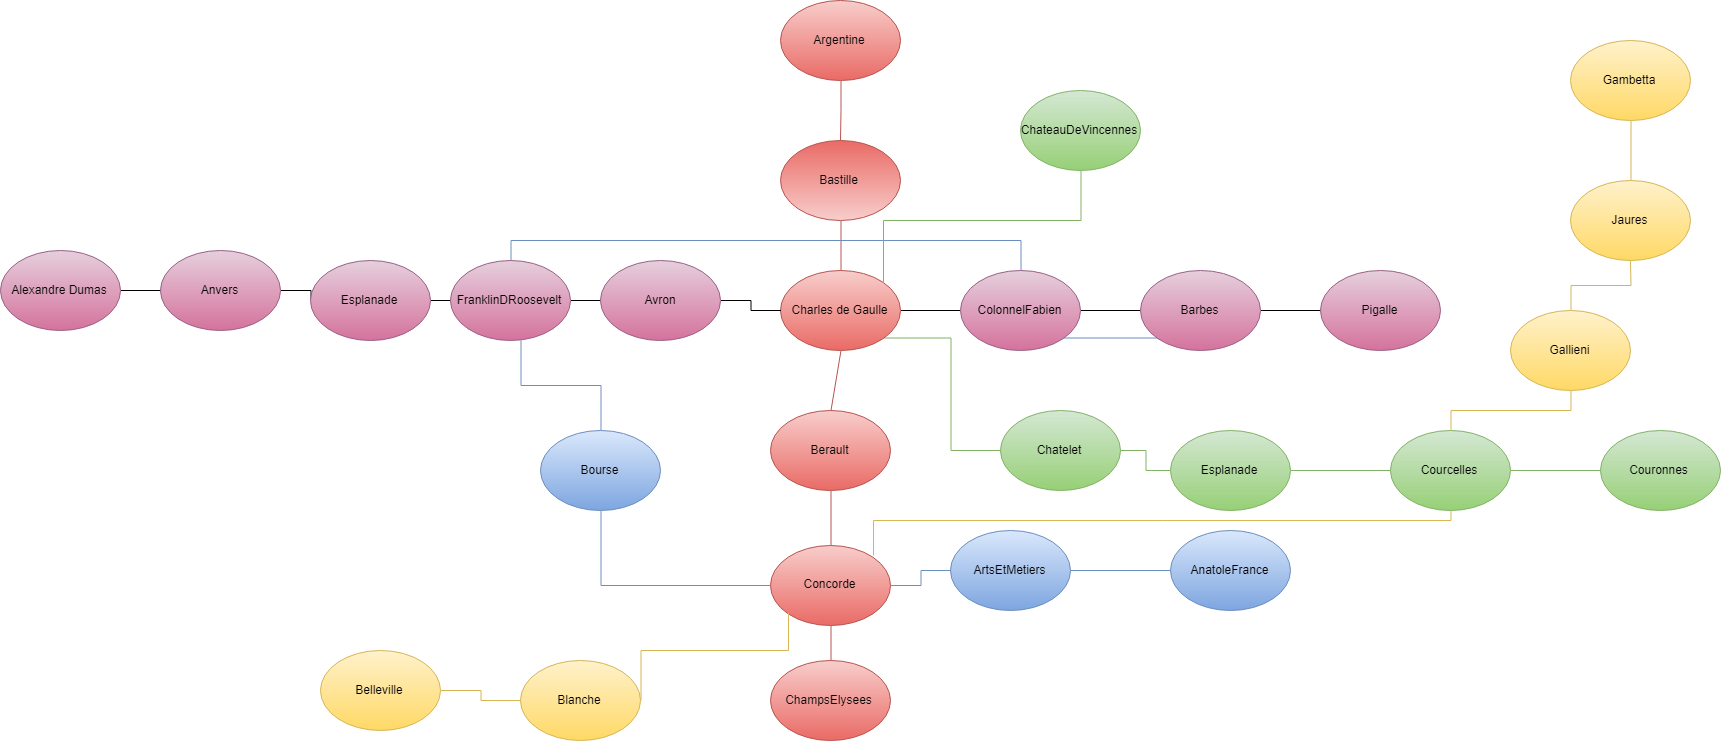 Argentine
Gambetta
ChateauDeVincennes
Bastille
Jaures
Alexandre Dumas
Anvers
Esplanade
FranklinDRoosevelt
Avron
Charles de Gaulle
ColonnelFabien
Barbes
Pigalle
Gallieni
Berault
Chatelet
Bourse
Esplanade
Courcelles
Couronnes
Concorde
ArtsEtMetiers
AnatoleFrance
Belleville
Blanche
ChampsElysees